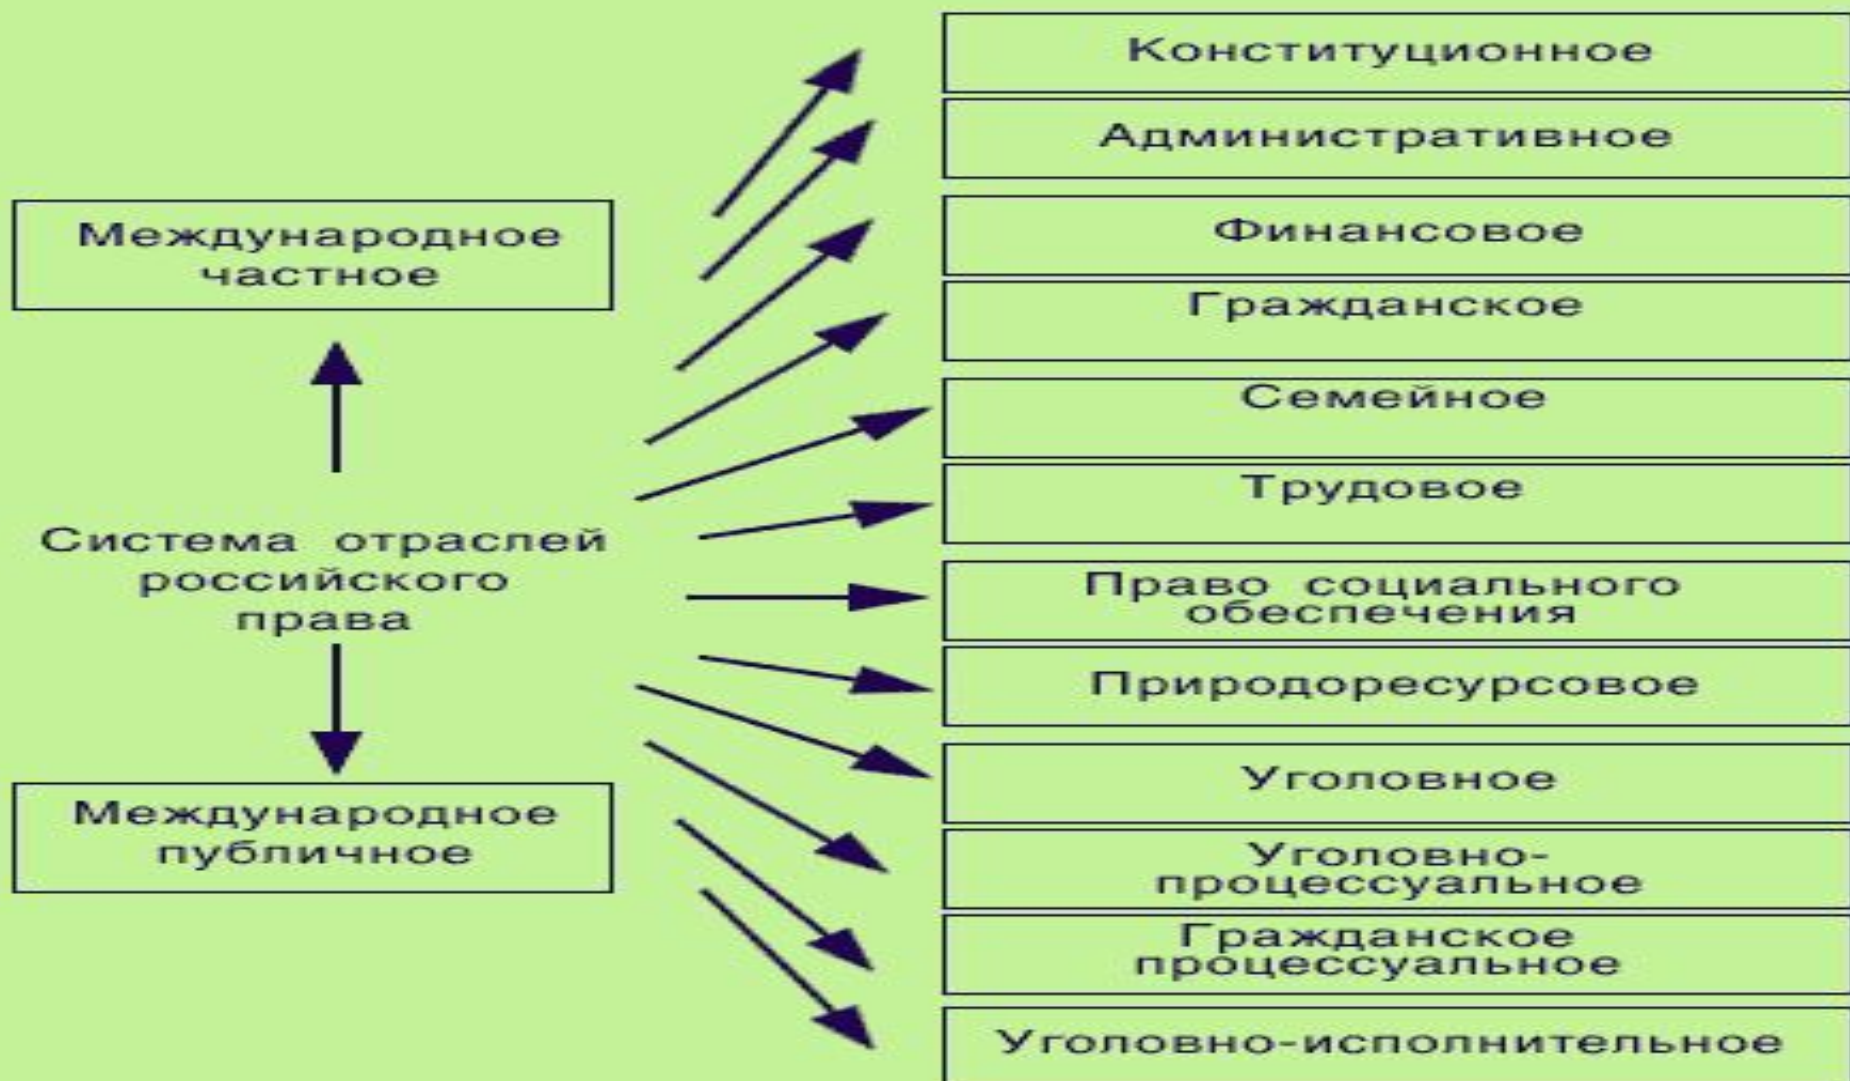 Международное
частное
Система отраслей
российского
права
Международное
публичное
Конституционное
Административное
Финансовое
Гражданское
Семейное
Трудовое
Право социального
обеспечения
Природоресурсовое
Уголовное
Уголовно-
процессуальное
Гражданское
процессуальное
Уголовно-исполнительное